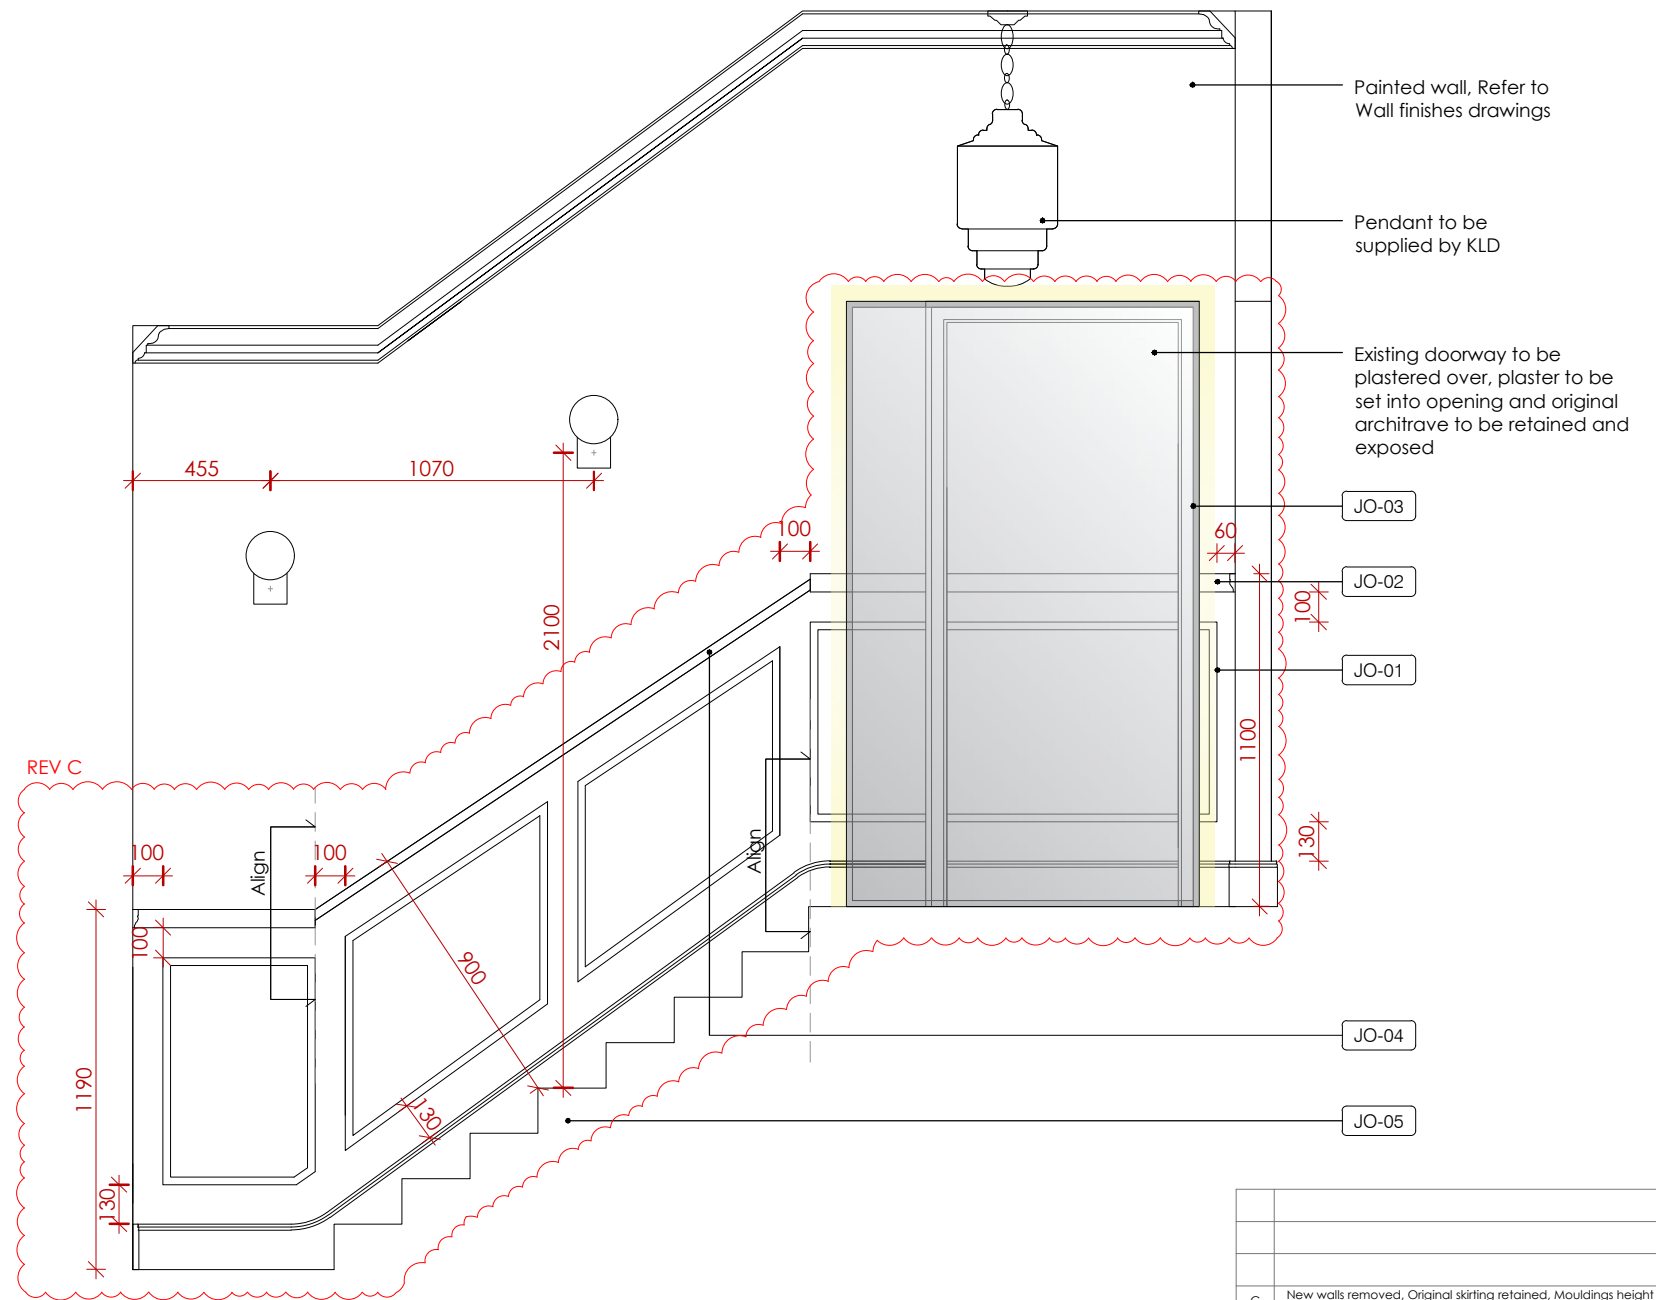 Painted wall, Refer to
Wall finishes drawings
Pendant to be
supplied by KLD
Existing doorway to be
plastered over, plaster to be
set into opening and original
architrave to be retained and
exposed
455
1070
JO-03
100
60
JO-02
100
2100
JO-01
1100
REV C
130
100
100
Align
Align
100
900
JO-04
1190
130
JO-05
130
New walls removed, Original skirting retained, Mouldings height